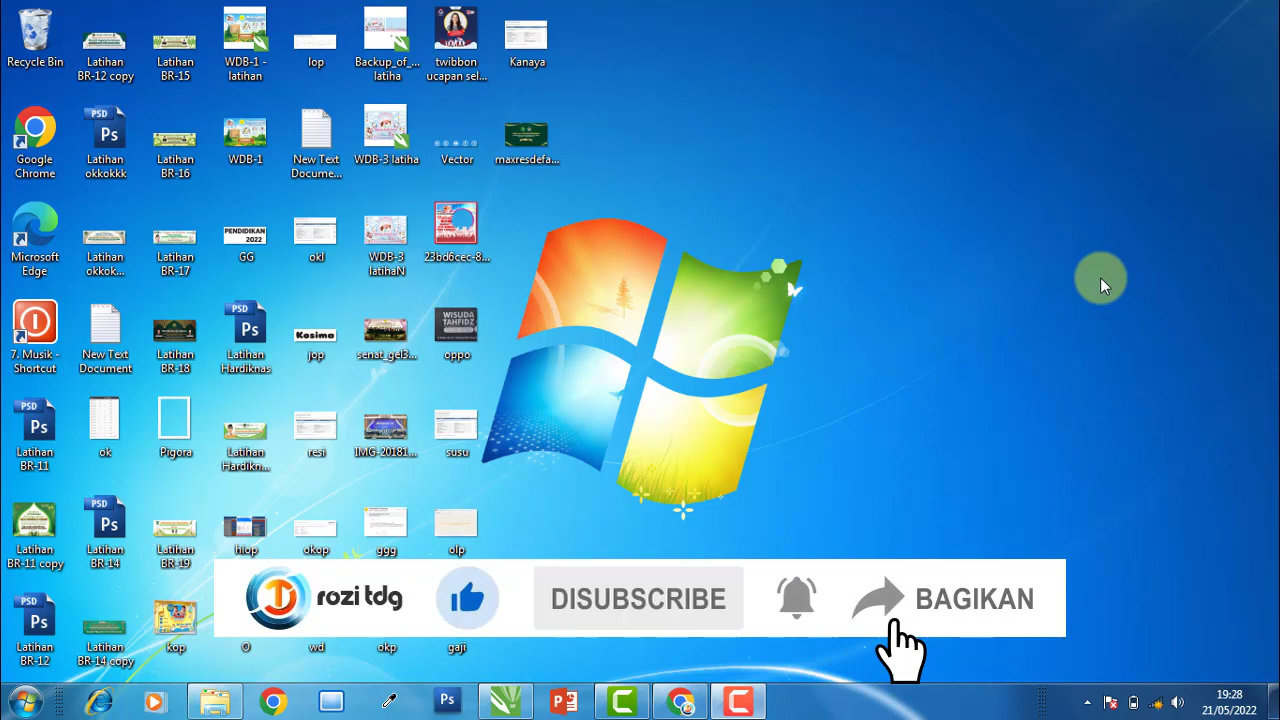 Recycle Bin
Latihan
BR-12 copy
Latihan
BR-15
WDB-1 -
latihan
lop
Backup_of_...
latiha
twibbon
ucapan sel...
Kanaya
Google
Chrome
PSD
Ps
Latihan
okkokkk
Latihan
BR-16
WDB-1
New Text
Docume...
WDB-3 latiha
Vector
maxresdefa...
Microsoft
Edge
Latihan
okkok...
Latihan
BR-17
PENDIDIKAN
2022
GG
okl
WDB-3
latihaN
23bd6cec-8...
7. Musik -
Shortcut
New Text
Document
Latihan
BR-18
PSD
Ps
Latihan
Hardiknas
Kosima
jop
senat_gel3...
WISUDA
TAHFIDZ
oppo
PSD
Ps
Latihan
BR-11
ok
Pigora
Latihan
Hardikn...
resi
IMG-20181...
susu
Latihan
BR-11 copy
PSD
Ps
Latihan
BR-14
Latihan
BR-19
hiop
okop
ggg
olp
PSD
Ps
Latihan
BR-12
Latihan
BR-14 copy
kop
O
wd
okp
gaji
rozi tdg
DISUBSCRIBE
BAGIKAN
Ps
19:28
21/05/2022